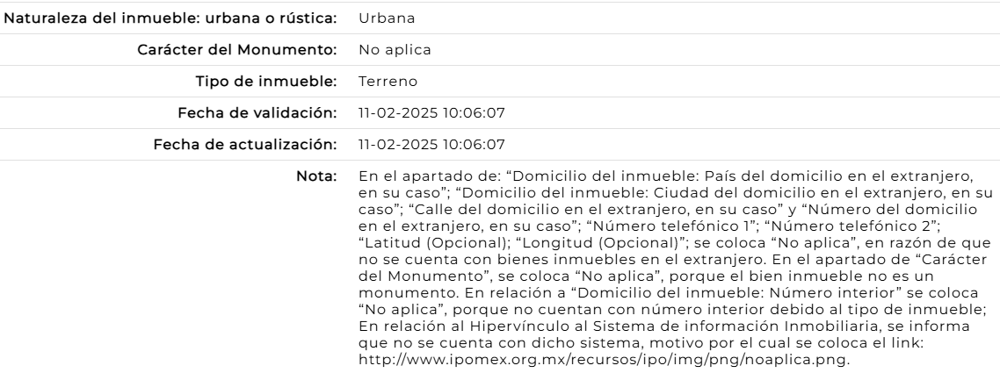 Naturaleza del inmueble: urbana o rústica: Urbana
Carácter del Monumento: No aplica
Tipo de inmueble: Terreno
Fecha de validación: 11-02-2025 10:06:07
Fecha de actualización: 11-02-2025 10:06:07
Nota: En el apartado de: “Domicilio del inmueble: País del domicilio en el extranjero,
en su caso”; “Domicilio del inmueble: Ciudad del domicilio en el extranjero, en su
caso”; “Calle del domicilio en el extranjero, en su caso” y “Número del domicilio
en el extranjero, en su caso”; “Número telefónico 1”; “Número telefónico 2”;
“Latitud (Opcional); “Longitud (Opcional)”; se coloca “No aplica”, en razón de que
no se cuenta con bienes inmuebles en el extranjero. En el apartado de “Carácter
del Monumento”, se coloca “No aplica”, porque el bien inmueble no es un
monumento. En relación a “Domicilio del inmueble: Número interior” se coloca
“No aplica”, porque no cuentan con número interior debido al tipo de inmueble;
En relación al Hipervínculo al Sistema de información Inmobiliaria, se informa
que no se cuenta con dicho sistema, motivo por el cual se coloca el link:
http://www.ipomex.org.mx/recursos/ipo/img/png/noaplica.png.